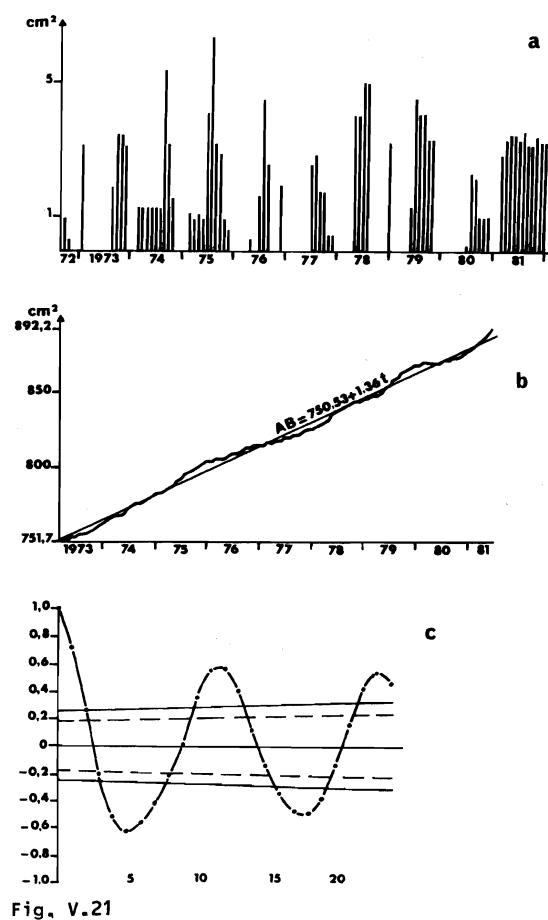 cm²
a
5
1
72 1973 74 75 76 77 78 79 80 81
cm²
892,2
b
850
AB = 750,53+1,36 t
800
751,7
1973 74 75 76 77 78 79 80 81
1,0
c
0,8
0,6
0,4
0,2
0
-0,2
-0,4
-0,6
-0,8
-1.0
5 10 15 20
Fig. V.21